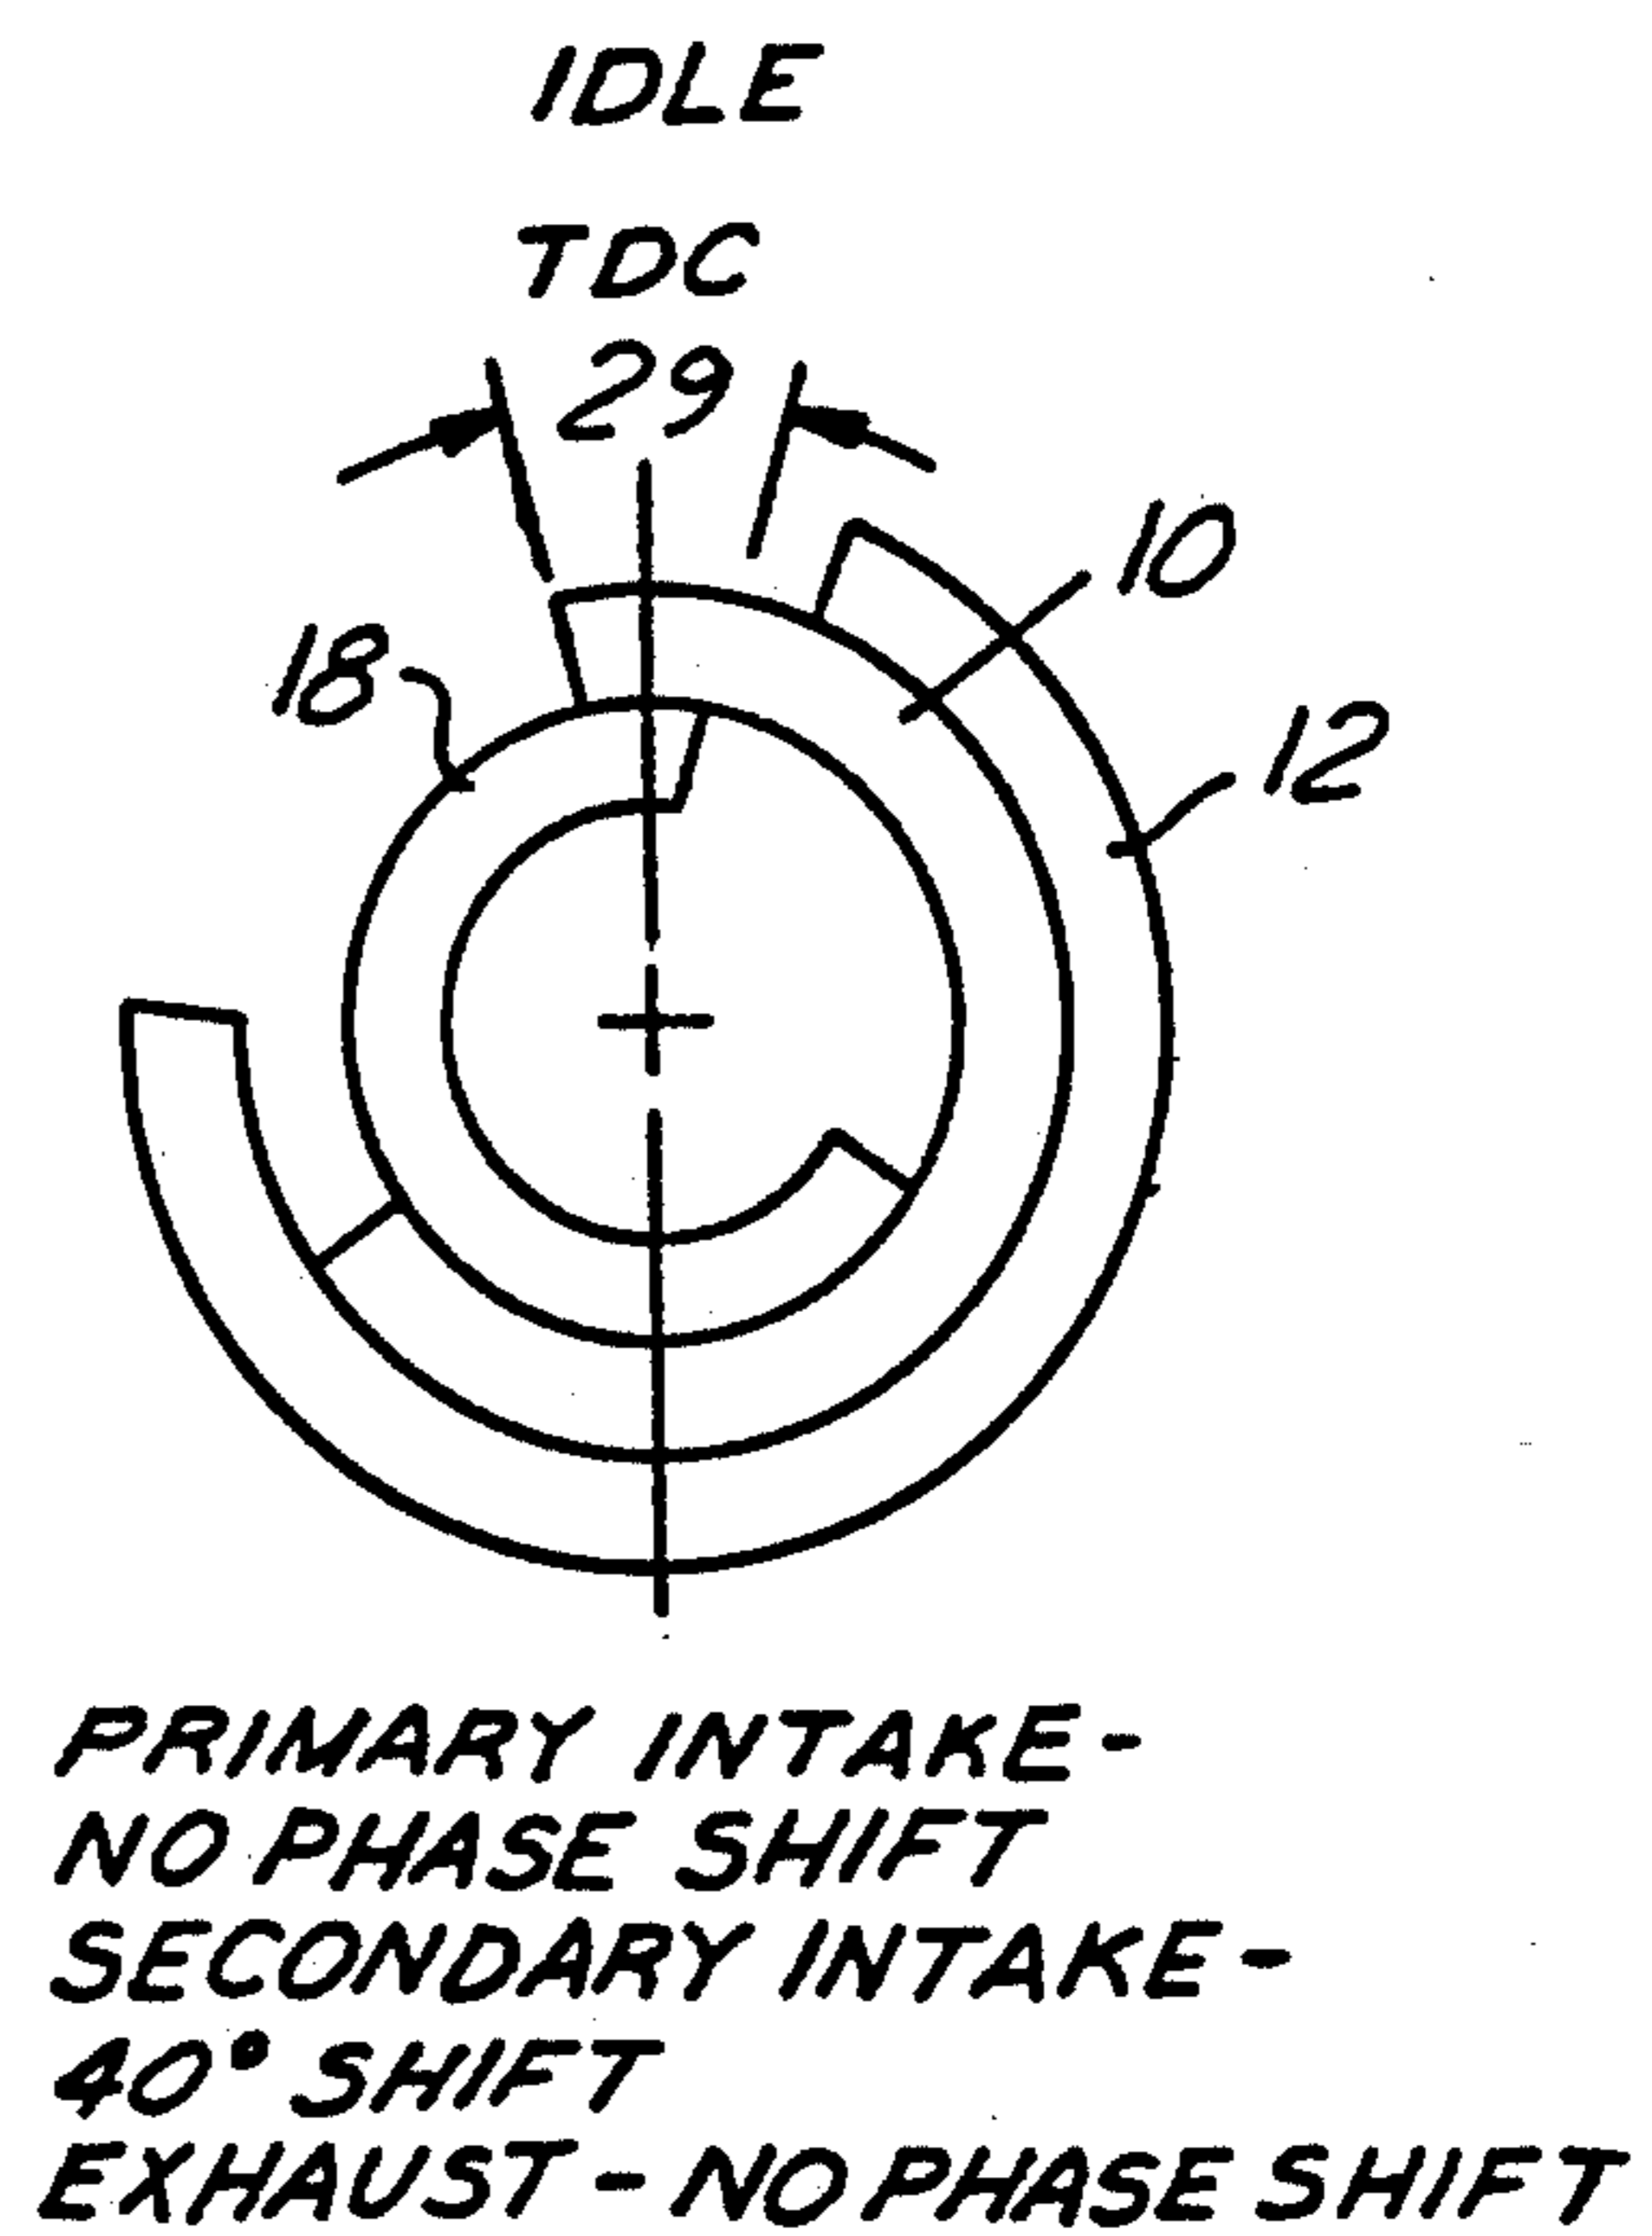 IDLE
TDC
29
10
18
12
PRIMARY INTAKE-
NO PHASE SHIFT
SECONDARY INTAKE-
40° SHIFT
EXHAUST - NO PHASE SHIFT